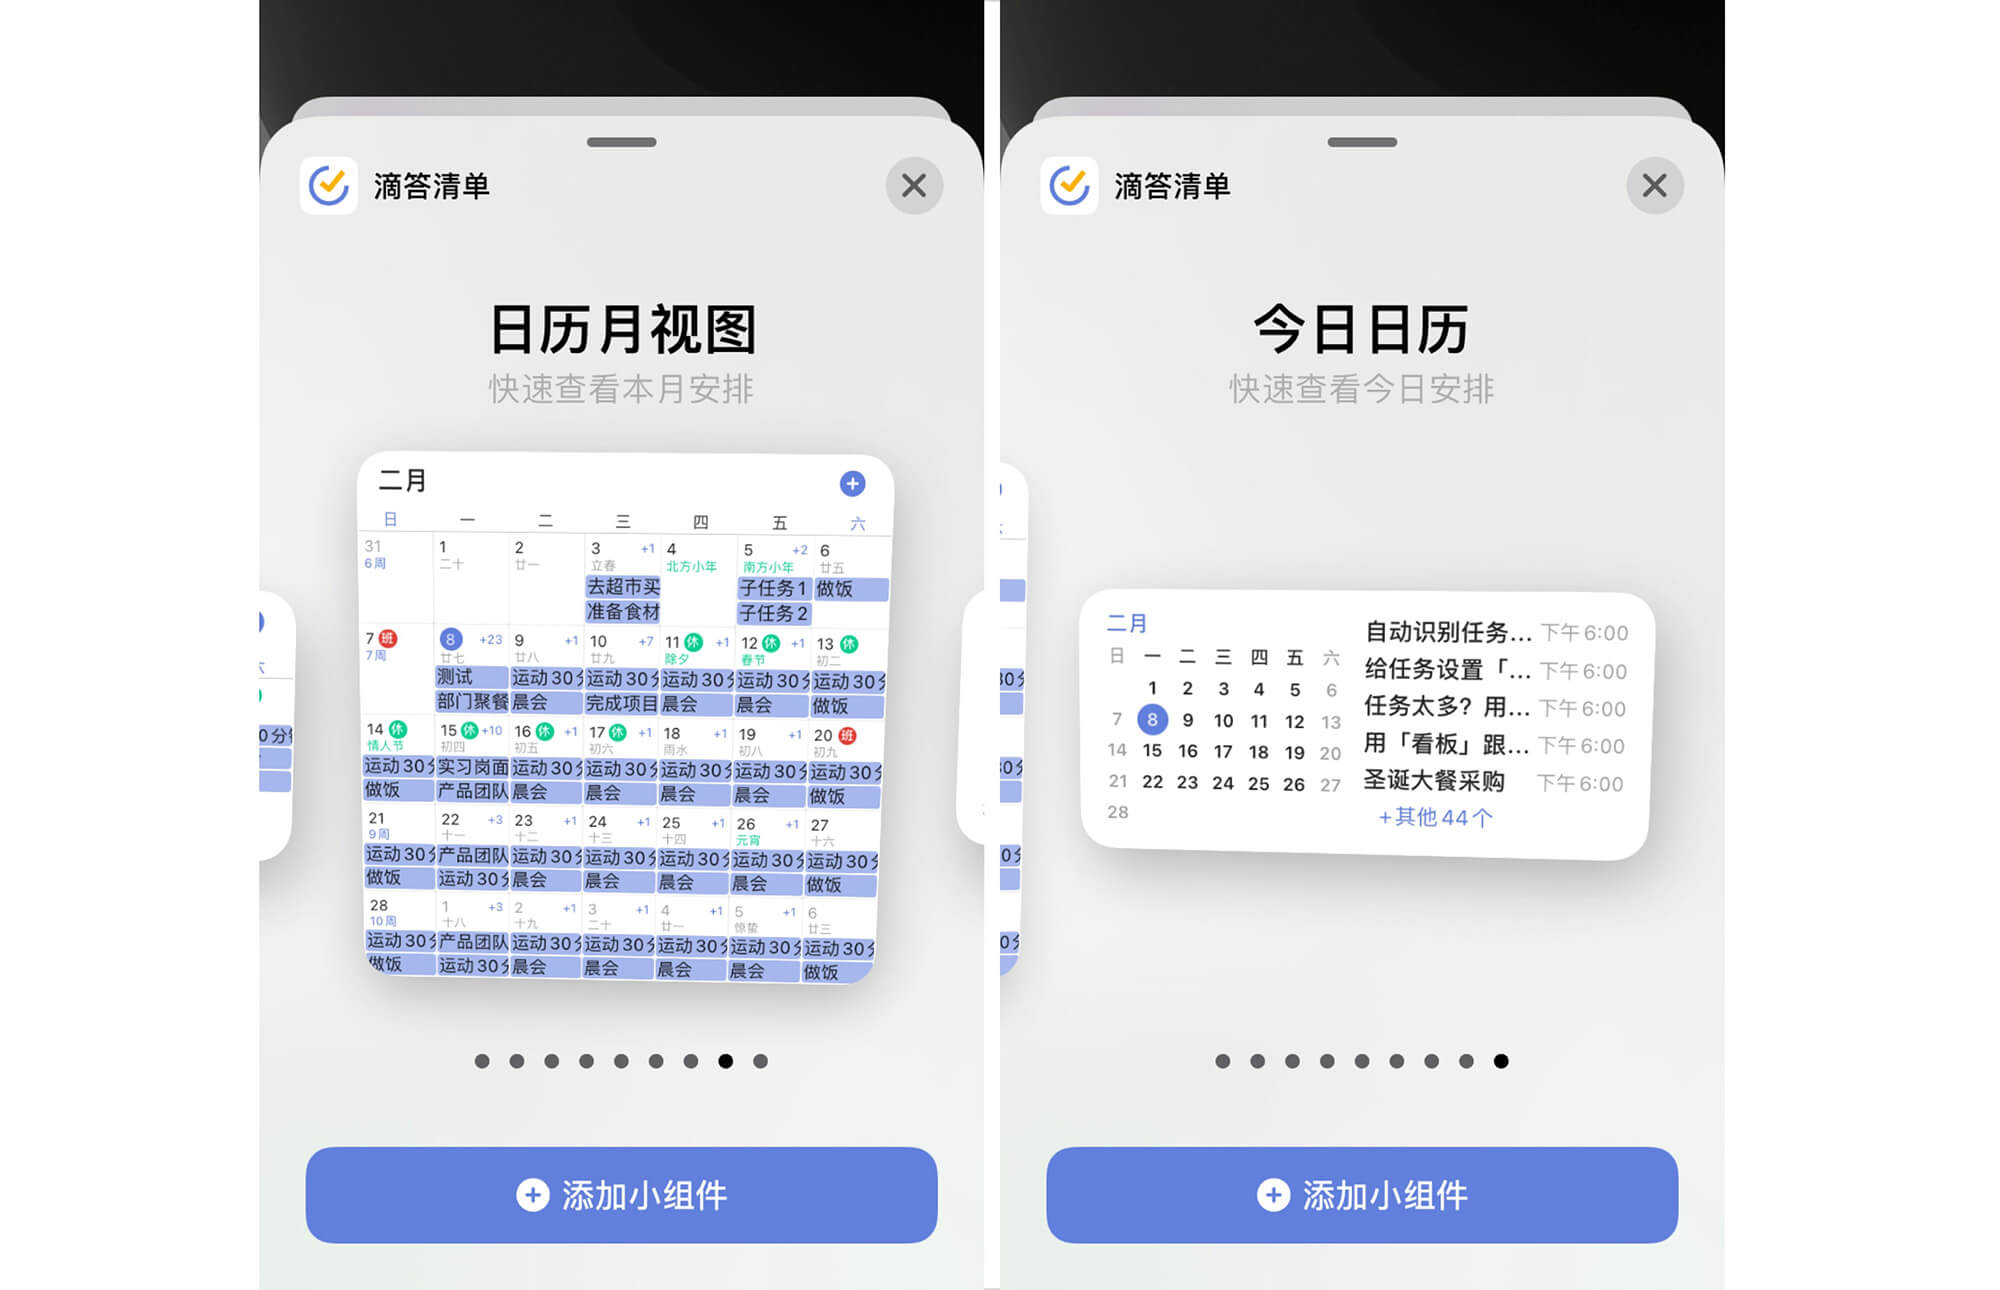 滴答清单
日历月视图
快速查看本月安排
二月
日 一 二 三 四 五 六
31 1 2 3 +1 4 5 +2 6
6周 二十 廿一 立春 北方小年 南方小年 廿五
去超市买 子任务1 做饭
准备食材 子任务2
7 班 8 +23 9 +1 10 +7 11 休 +1 12 休 +1 13 休
7周 廿七 廿八 廿九 除夕 春节 初二
测试 运动30 运动30 运动30 运动30 运动30
部门聚餐 晨会 完成项目 晨会 晨会 做饭
14 休 15 休 +10 16 休 +1 17 休 +1 18 +1 19 +1 20 班
情人节 初四 初五 初六 雨水 初八 初九
运动30 实习岗面 运动30 运动30 运动30 运动30 运动30
做饭 产品团队 晨会 晨会 晨会 晨会 做饭
21 22 +3 23 +1 24 +1 25 +1 26 +1 27
9周 十一 十二 十三 十四 元宵 十六
运动30 产品团队 运动30 运动30 运动30 运动30 运动30
做饭 运动30 晨会 晨会 晨会 晨会 做饭
28 1 +3 2 +1 3 +1 4 +1 5 +1 6
10周 十八 十九 二十 廿一 惊蛰 廿三
运动30 产品团队 运动30 运动30 运动30 运动30 运动30
做饭 运动30 晨会 晨会 晨会 晨会 做饭
添加小组件
滴答清单
今日日历
快速查看今日安排
二月
日 一 二 三 四 五 六
1 2 3 4 5 6
7 8 9 10 11 12 13
14 15 16 17 18 19 20
21 22 23 24 25 26 27
28
自动识别任务... 下午6:00
给任务设置「... 下午6:00
任务太多？用... 下午6:00
用「看板」跟... 下午6:00
圣诞大餐采购 下午6:00
+其他44个
添加小组件